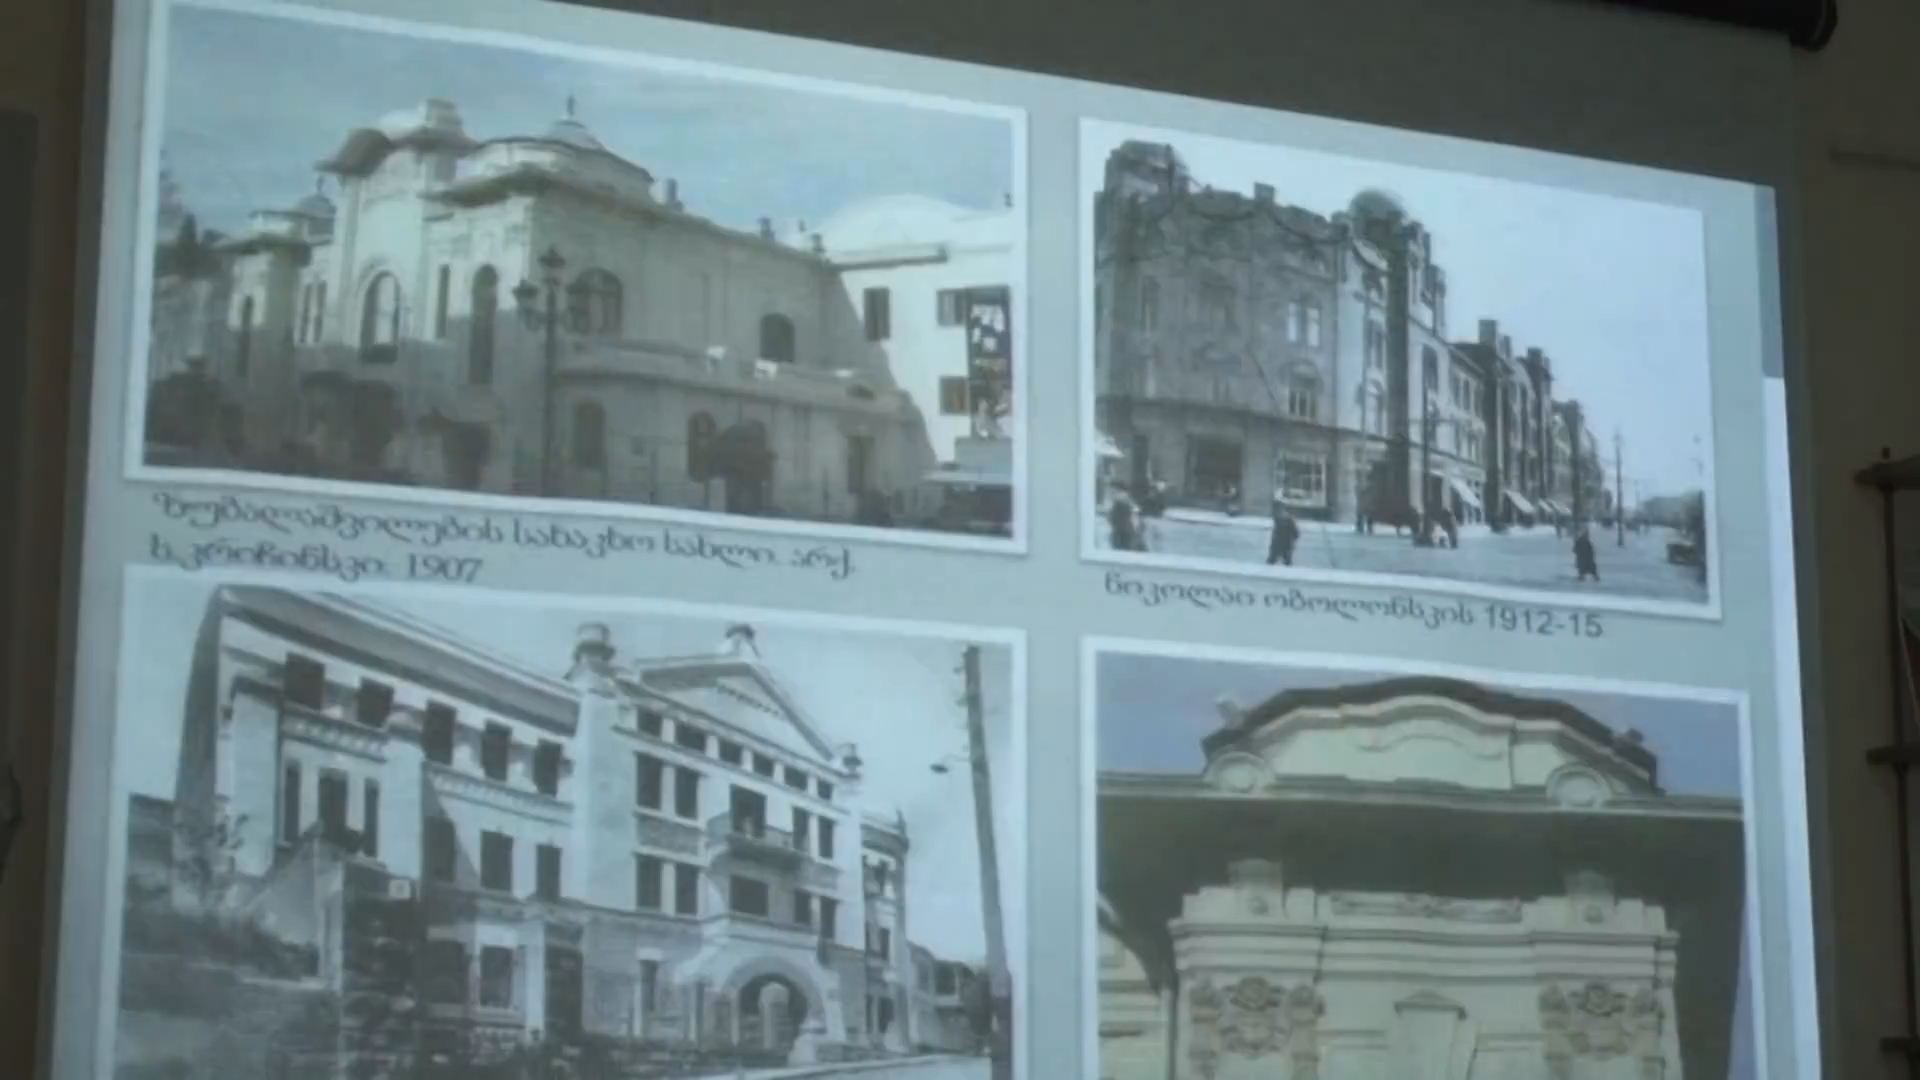 ზუბალაშვილების სახალხო სახლი. არქ.
ს.კრიჩინსკი. 1907
ნიკოლაი ობოლონსკის 1912-15